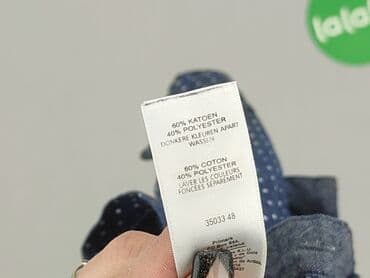 lala
60% KATOEN
40% POLYESTER
DONKERE KLEUREN APART
WASSEN
60% COTON
40% POLYESTER
LAVER LES COULEURS
FONCÉES SÉPARÉMENT
35033 48